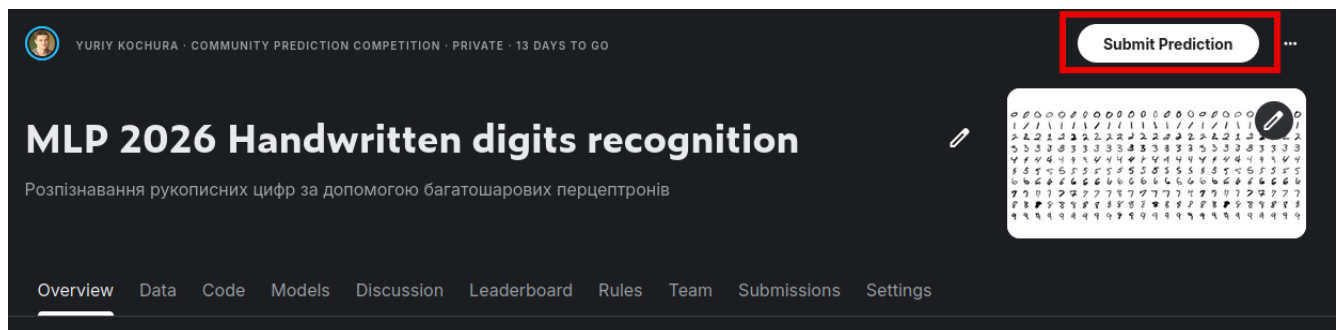 YURIY KOCHURA · COMMUNITY PREDICTION COMPETITION · PRIVATE · 13 DAYS TO GO
Submit Prediction
MLP 2026 Handwritten digits recognition
Розпізнавання рукописних цифр за допомогою багатошарових перцептронів
Overview Data Code Models Discussion Leaderboard Rules Team Submissions Settings